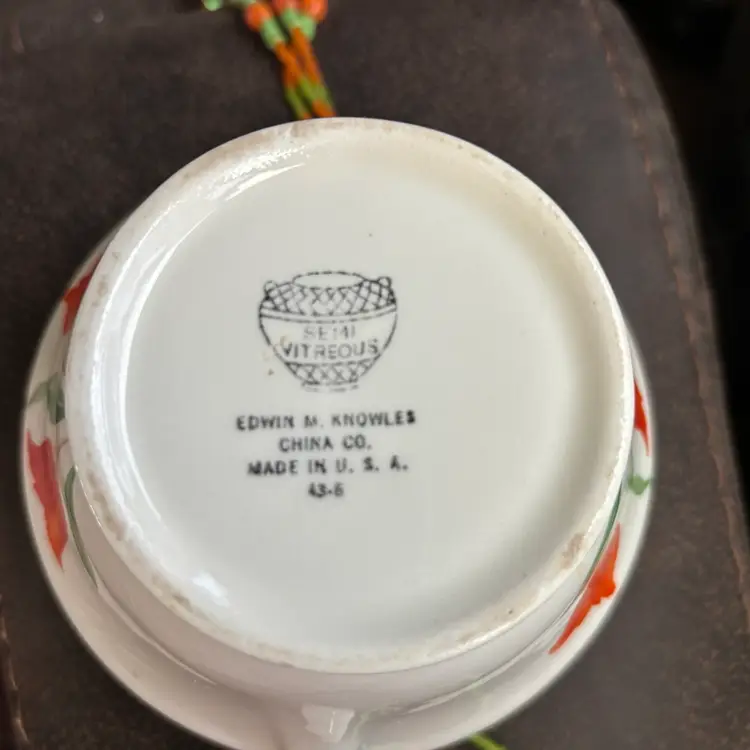 SEMI
VITREOUS
EDWIN M. KNOWLES
CHINA CO.
MADE IN U. S. A.
43-6